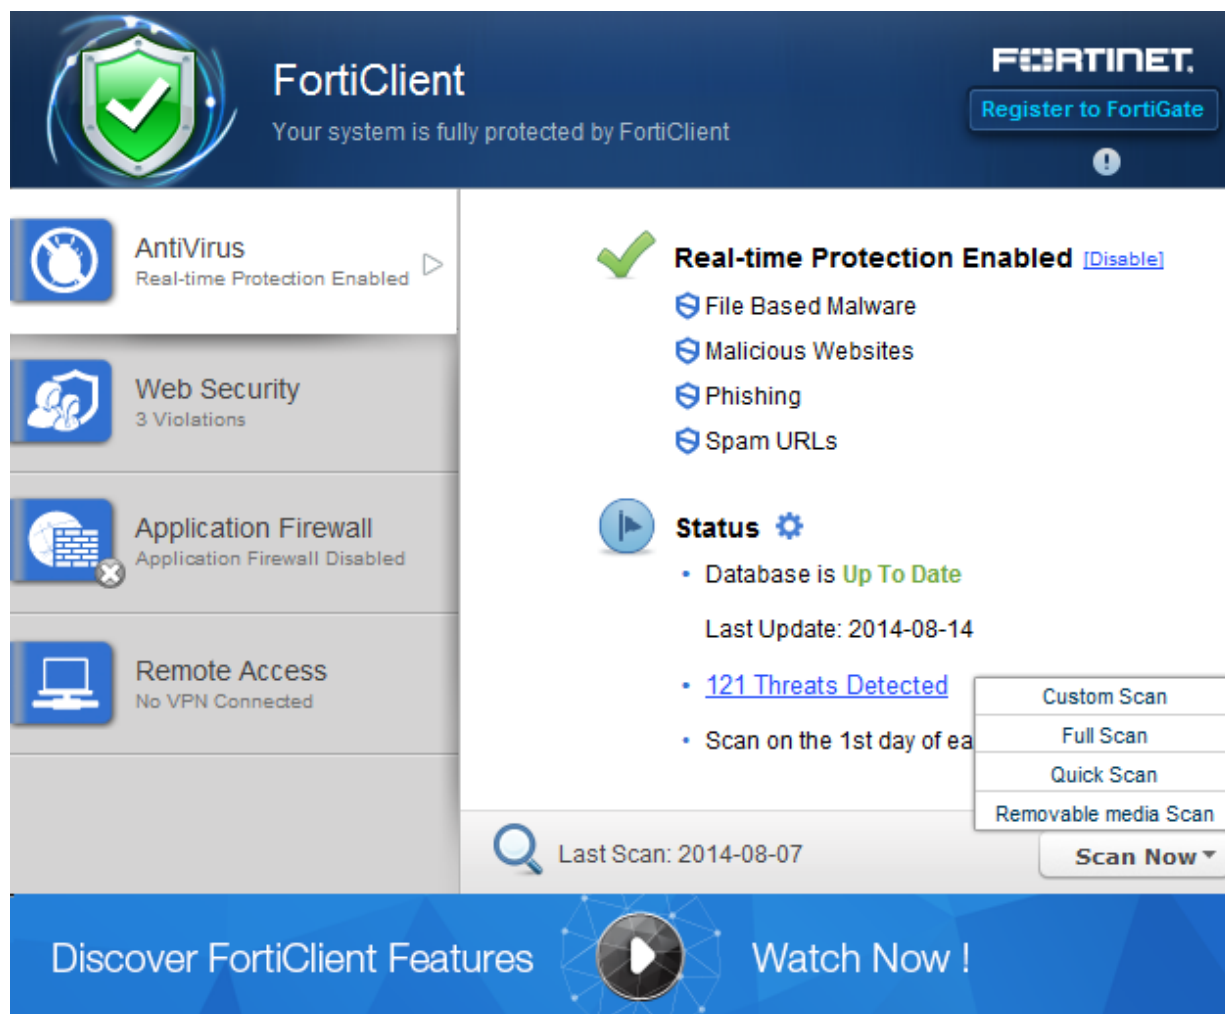 FortiClient
Your system is fully protected by FortiClient
FORTINET.
Register to FortiGate
AntiVirus
Real-time Protection Enabled
Web Security
3 Violations
Application Firewall
Application Firewall Disabled
Remote Access
No VPN Connected
Real-time Protection Enabled [Disable]
File Based Malware
Malicious Websites
Phishing
Spam URLs
Status
• Database is Up To Date
Last Update: 2014-08-14
• 121 Threats Detected
• Scan on the 1st day of ea
Custom Scan
Full Scan
Quick Scan
Removable media Scan
Last Scan: 2014-08-07
Scan Now
Discover FortiClient Features
Watch Now !